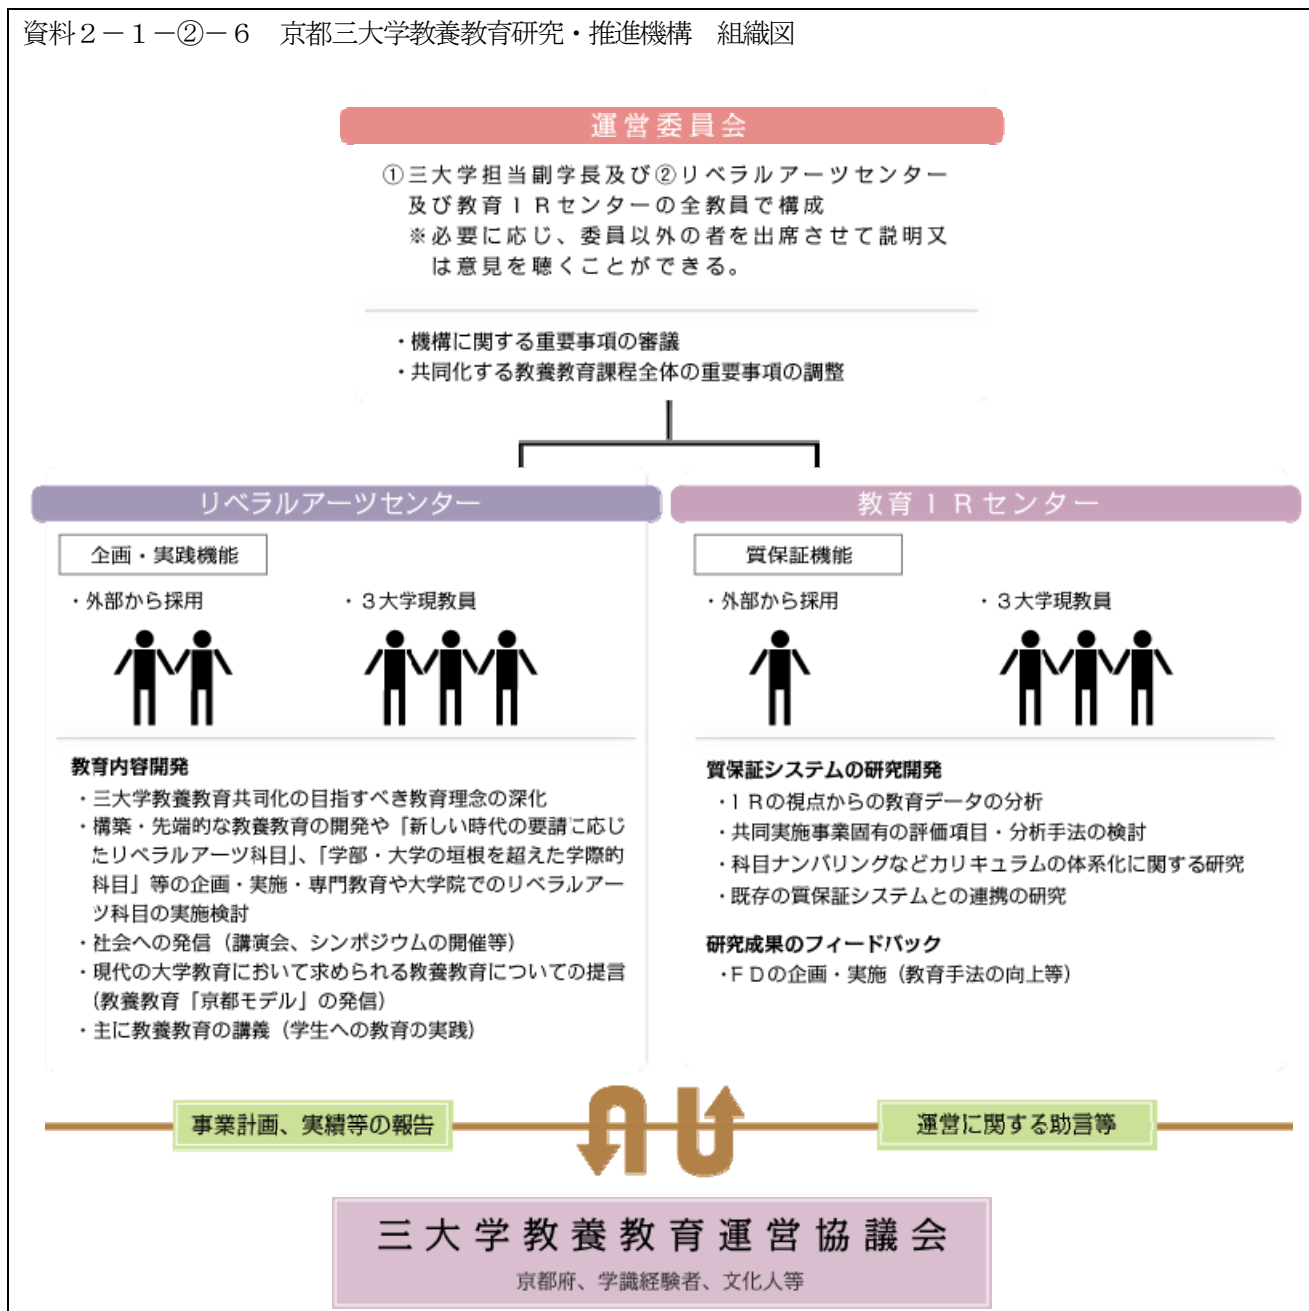 資料２－１－②－６　京都三大学教養教育研究・推進機構　組織図
運営委員会
①三大学担当副学長及び②リベラルアーツセンター
及び教育ＩＲセンターの全教員で構成
※必要に応じ、委員以外の者を出席させて説明又
は意見を聴くことができる。
・機構に関する重要事項の審議
・共同化する教養教育課程全体の重要事項の調整
リベラルアーツセンター
企画・実践機能
・外部から採用
・３大学現教員
教育内容開発
・三大学教養教育共同化の目指すべき教育理念の深化
・構築・先端的な教養教育の開発や「新しい時代の要請に応じ
たリベラルアーツ科目」、「学部・大学の垣根を超えた学際的
科目」等の企画・実施・専門教育や大学院でのリベラルアー
ツ科目の実施検討
・社会への発信（講演会、シンポジウムの開催等）
・現代の大学教育において求められる教養教育についての提言
（教養教育「京都モデル」の発信）
・主に教養教育の講義（学生への教育の実践）
教育ＩＲセンター
質保証機能
・外部から採用
・３大学現教員
質保証システムの研究開発
・ＩＲの視点からの教育データの分析
・共同実施事業固有の評価項目・分析手法の検討
・科目ナンバリングなどカリキュラムの体系化に関する研究
・既存の質保証システムとの連携の研究
研究成果のフィードバック
・ＦＤの企画・実施（教育手法の向上等）
事業計画、実績等の報告
運営に関する助言等
三大学教養教育運営協議会
京都府、学識経験者、文化人等